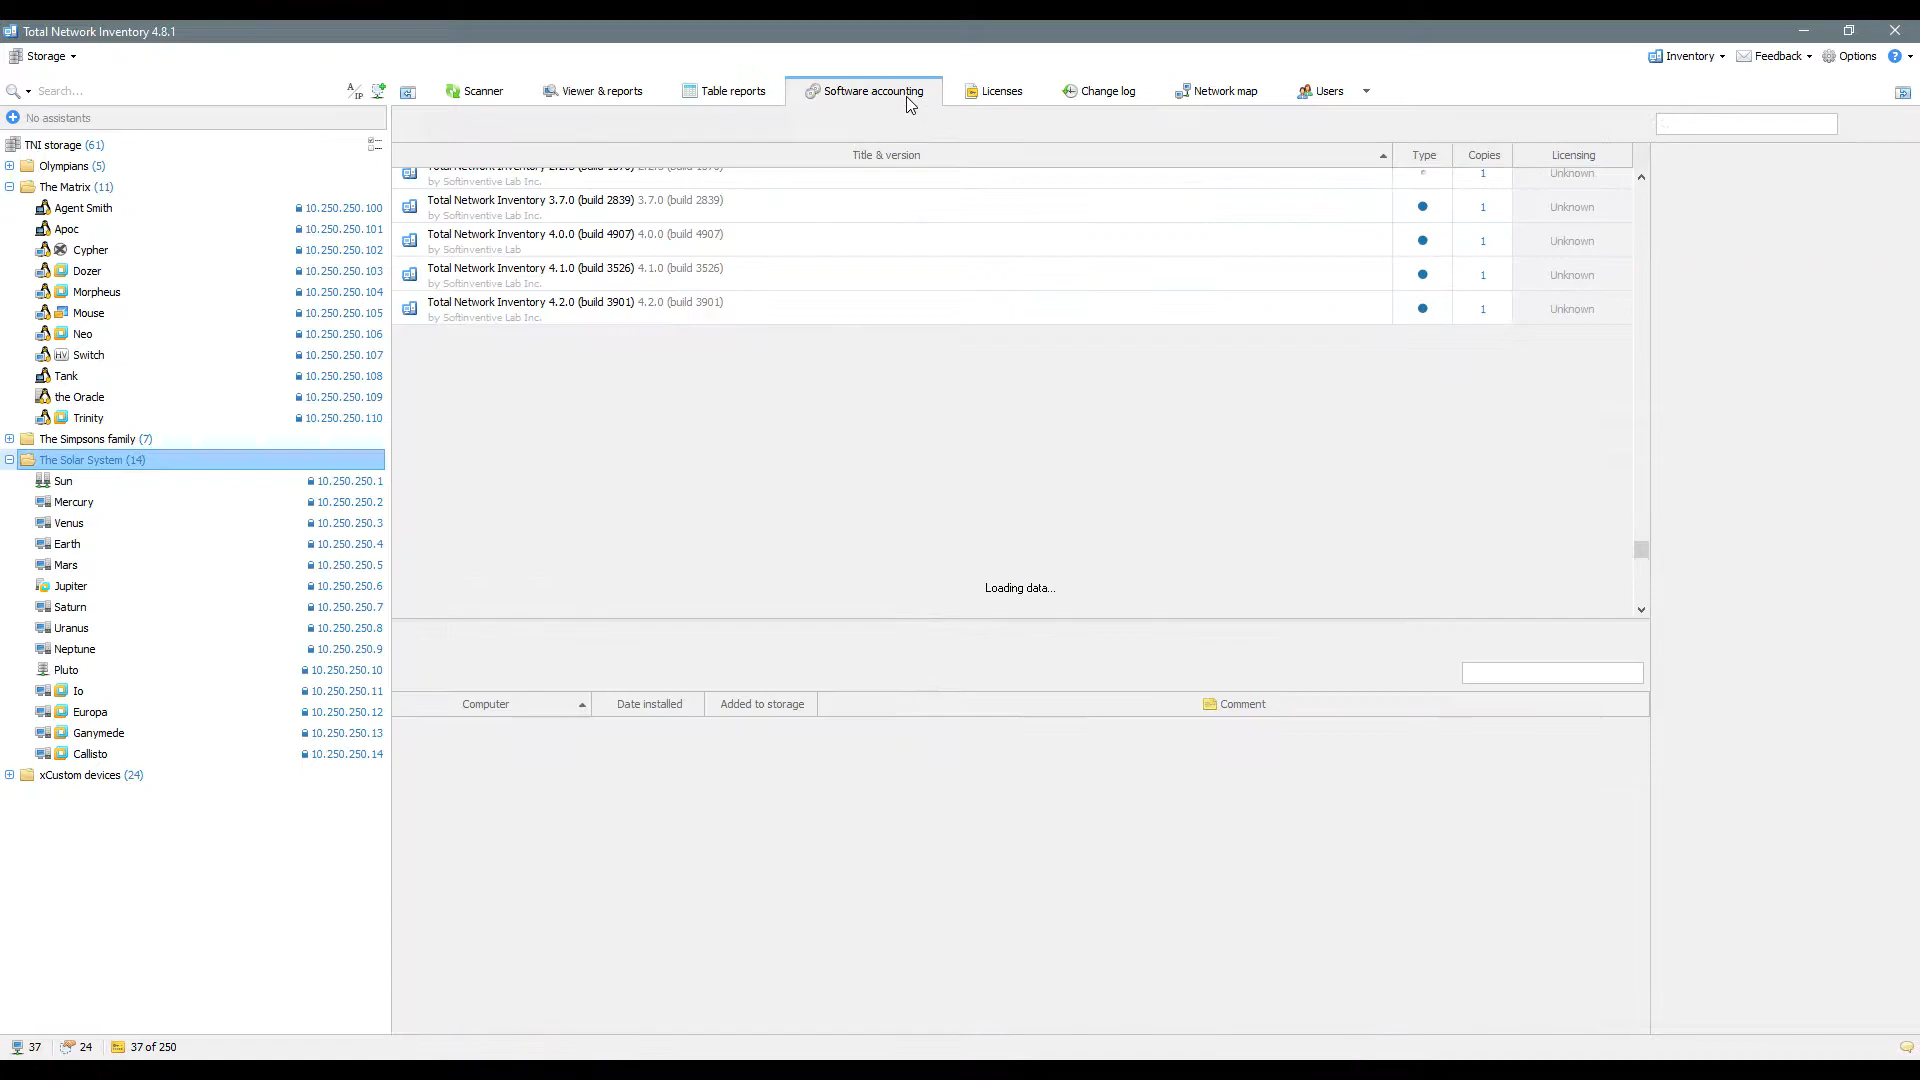 Total Network Inventory 4.8.1
Storage
Inventory
Feedback
Options
?
Search...
A/IP
Scanner
Viewer & reports
Table reports
Software accounting
Licenses
Change log
Network map
Users
No assistants
TNI storage (61)
Olympians (5)
The Matrix (11)
Agent Smith 10.250.250.100
Apoc 10.250.250.101
Cypher 10.250.250.102
Dozer 10.250.250.103
Morpheus 10.250.250.104
Mouse 10.250.250.105
Neo 10.250.250.106
HV Switch 10.250.250.107
Tank 10.250.250.108
the Oracle 10.250.250.109
Trinity 10.250.250.110
The Simpsons family (7)
The Solar System (14)
Sun 10.250.250.1
Mercury 10.250.250.2
Venus 10.250.250.3
Earth 10.250.250.4
Mars 10.250.250.5
Jupiter 10.250.250.6
Saturn 10.250.250.7
Uranus 10.250.250.8
Neptune 10.250.250.9
Pluto 10.250.250.10
Io 10.250.250.11
Europa 10.250.250.12
Ganymede 10.250.250.13
Callisto 10.250.250.14
xCustom devices (24)
Title & version Type Copies Licensing
by Softinventive Lab Inc. 1 Unknown
Total Network Inventory 3.7.0 (build 2839) 3.7.0 (build 2839)
by Softinventive Lab Inc. 1 Unknown
Total Network Inventory 4.0.0 (build 4907) 4.0.0 (build 4907)
by Softinventive Lab 1 Unknown
Total Network Inventory 4.1.0 (build 3526) 4.1.0 (build 3526)
by Softinventive Lab Inc. 1 Unknown
Total Network Inventory 4.2.0 (build 3901) 4.2.0 (build 3901)
by Softinventive Lab Inc. 1 Unknown
Loading data...
Computer Date installed Added to storage Comment
37 24 37 of 250